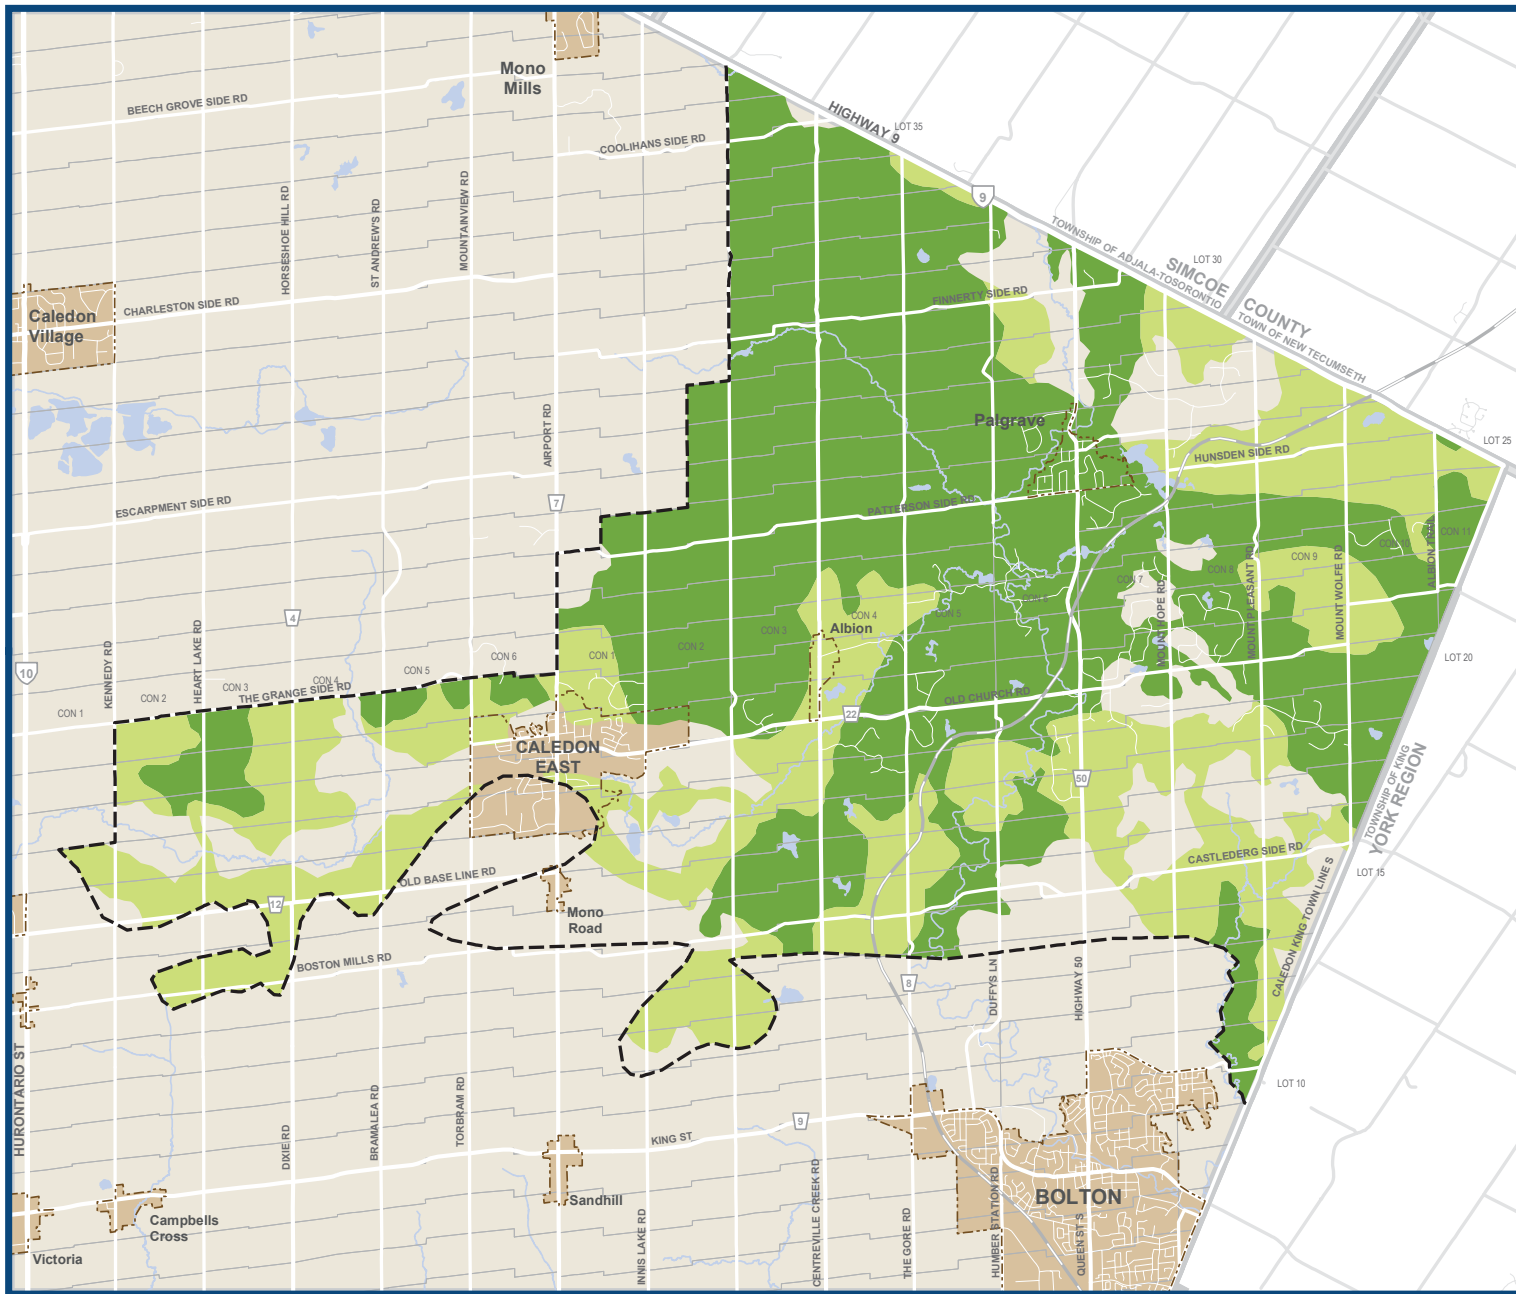 Mono
Mills
BEECH GROVE SIDE RD
COOLIHANS SIDE RD
HIGHWAY 9
LOT 35
9
HORSESHOE HILL RD
ST ANDREW'S RD
MOUNTAINVIEW RD
TOWNSHIP OF ADJALA-TOSORONTIO
SIMCOE
COUNTY
TOWN OF NEW TECUMSETH
LOT 30
Caledon
Village
CHARLESTON SIDE RD
FINNERTY SIDE RD
Palgrave
AIRPORT RD
HUNSDEN SIDE RD
LOT 25
ESCARPMENT SIDE RD
7
PATTERSON SIDE RD
CON 11
CON 10
CON 9
CON 8
CON 7
CON 6
CON 5
CON 4
CON 3
CON 2
CON 1
ALBION TRAIL
MOUNT WOLFE RD
MOUNT PLEASANT RD
MOUNT HOPE RD
Albion
4
KENNEDY RD
HEART LAKE RD
10
CON 1
CON 2
CON 3
CON 4
CON 5
CON 6
THE GRANGE SIDE RD
LOT 20
OLD CHURCH RD
22
CALEDON
EAST
50
TOWNSHIP OF KING
YORK REGION
CASTLEDERG SIDE RD
LOT 15
OLD BASE LINE RD
12
Mono
Road
BOSTON MILLS RD
CALEDON KING TOWN LINE S
8
DUFFYS LN
HIGHWAY 50
LOT 10
HURONTARIO ST
DIXIE RD
BRAMALEA RD
TORBRAM RD
KING ST
9
Sandhill
Campbells
Cross
Victoria
INNIS LAKE RD
CENTREVILLE CREEK RD
THE GORE RD
HUMBER STATION RD
QUEEN ST S
BOLTON